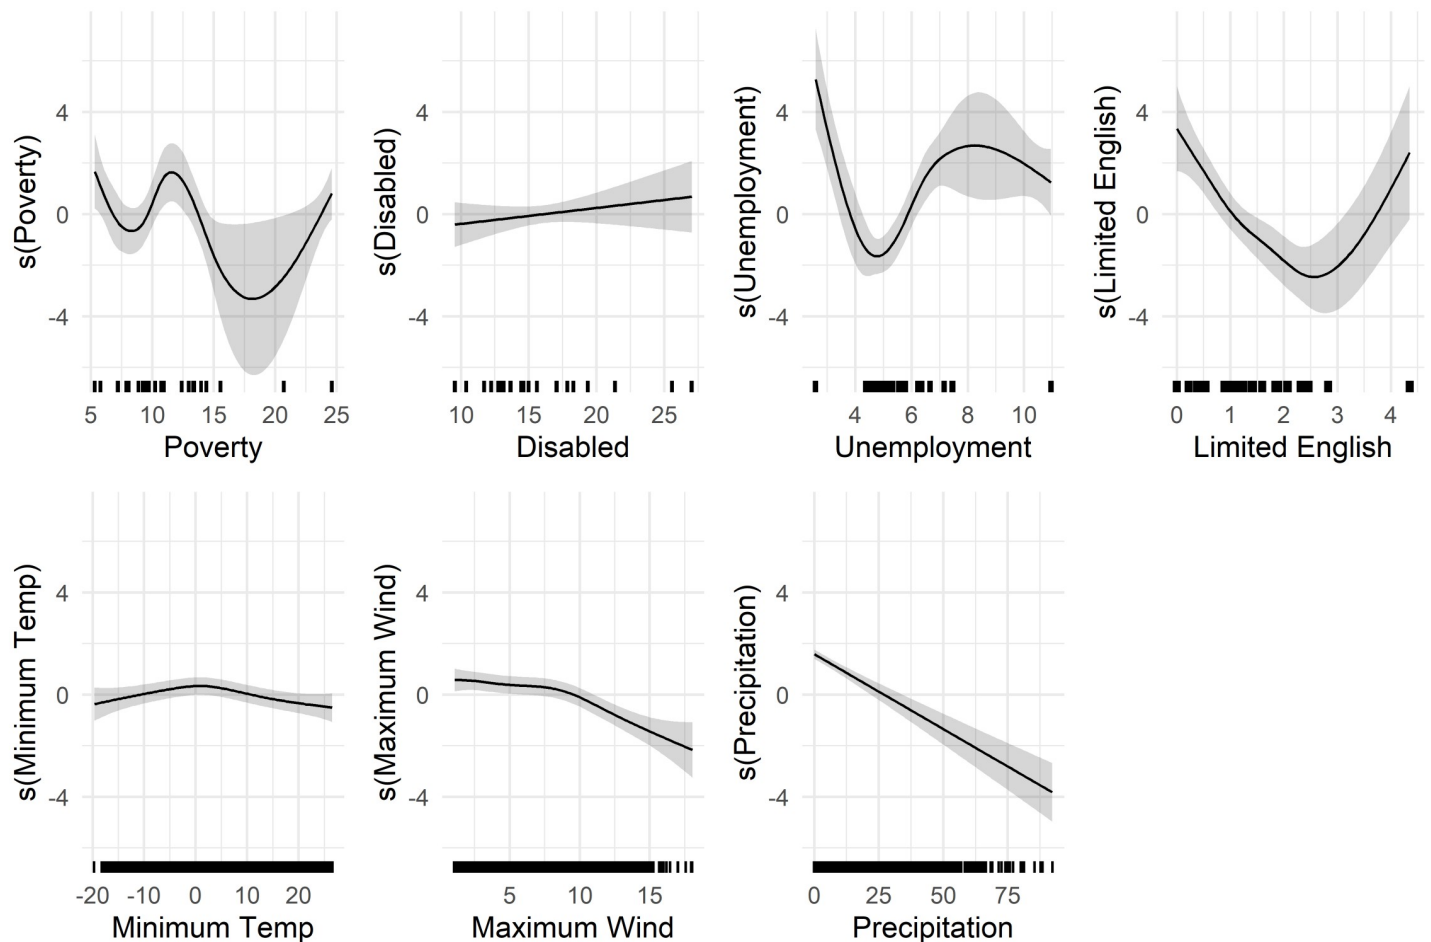 s(Poverty)
4
0
-4
5 10 15 20 25
Poverty
s(Disabled)
4
0
-4
10 15 20 25
Disabled
s(Unemployment)
4
0
-4
4 6 8 10
Unemployment
s(Limited English)
4
0
-4
0 1 2 3 4
Limited English
s(Minimum Temp)
4
0
-4
-20 -10 0 10 20
Minimum Temp
s(Maximum Wind)
4
0
-4
5 10 15
Maximum Wind
s(Precipitation)
4
0
-4
0 25 50 75
Precipitation